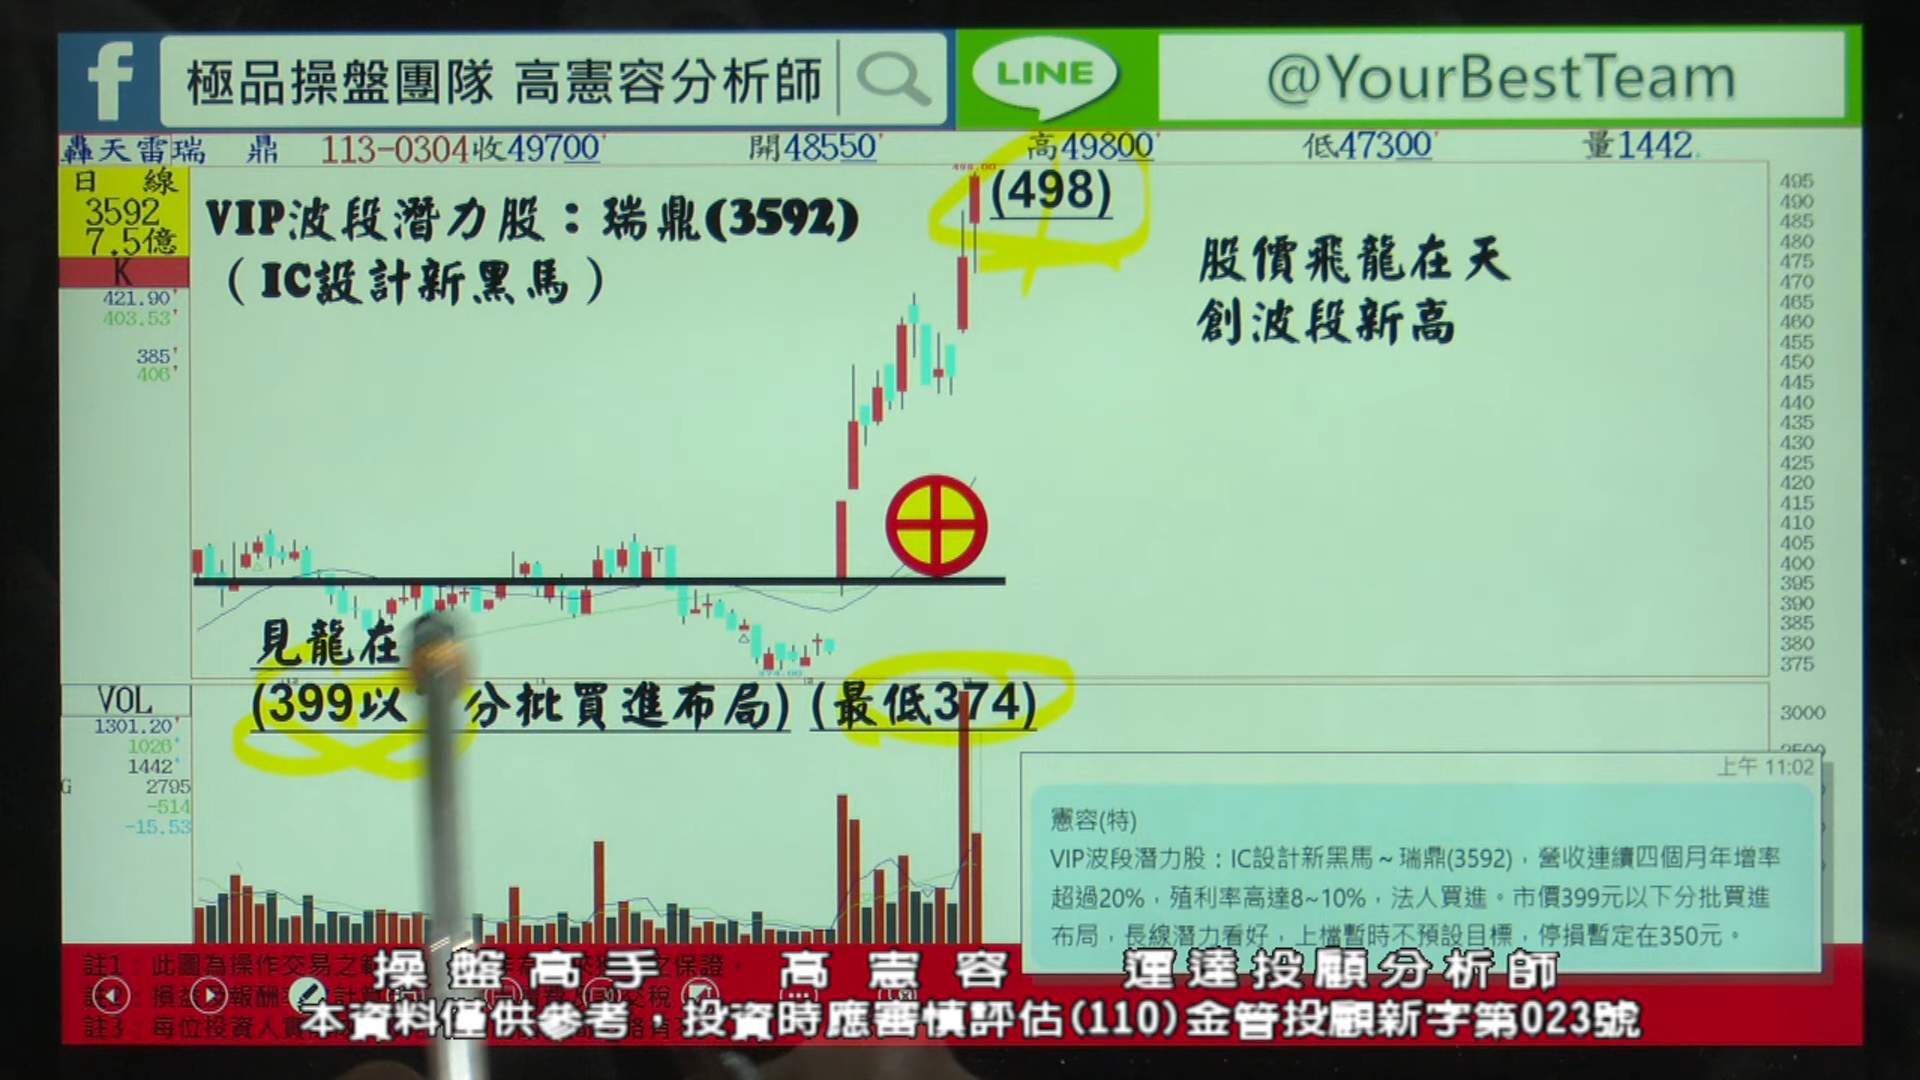 極品操盤團隊 高憲容分析師
LINE
@YourBestTeam
轟天雷瑞 鼎 113-0304收49700 開48550 高49800 低47300 量1442
日 線
3592
7.5億
K
421.90
403.53
385
406
VIP波段潛力股：瑞鼎(3592)
（IC設計新黑馬）
498.00
(498)
股價飛龍在天
創波段新高
495
490
485
480
475
470
465
460
455
450
445
440
435
430
425
420
415
410
405
400
395
390
385
380
375
見龍在
374.00
(399以 分批買進布局) (最低374)
VOL
1301.20
1026
1442
G 2795
-514
-15.53
3000
2500
上午 11:02
憲容(特)
VIP波段潛力股：IC設計新黑馬～瑞鼎(3592)，營收連續四個月年增率
超過20%，殖利率高達8~10%，法人買進。市價399元以下分批買進
布局，長線潛力看好，上檔暫時不預設目標，停損暫定在350元。
註1：此圖為操作交易之
之保證。
操盤高手 高憲容 運達投顧分析師
註3：每位投資人實
本資料僅供參考，投資時應審慎評估(110)金管投顧新字第023號